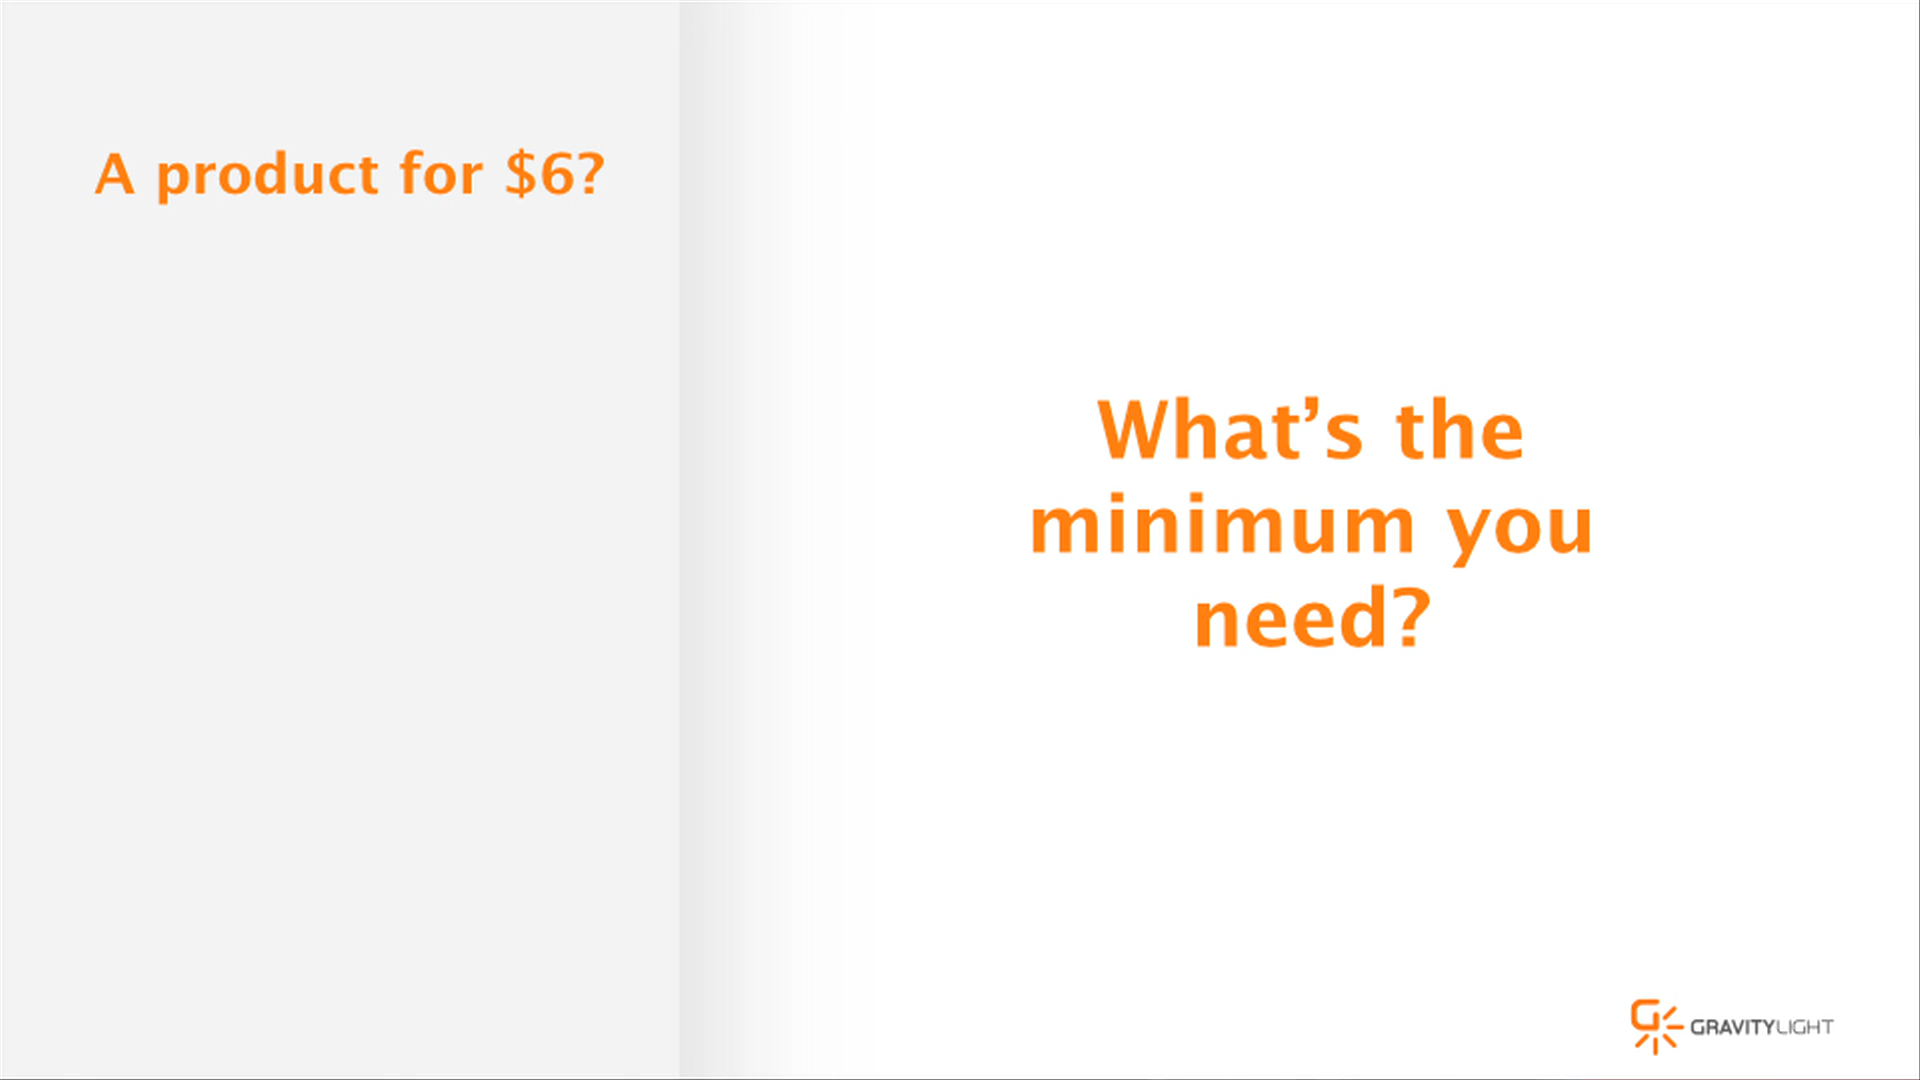 A product for $6?
What’s the
minimum you
need?
GRAVITYLIGHT